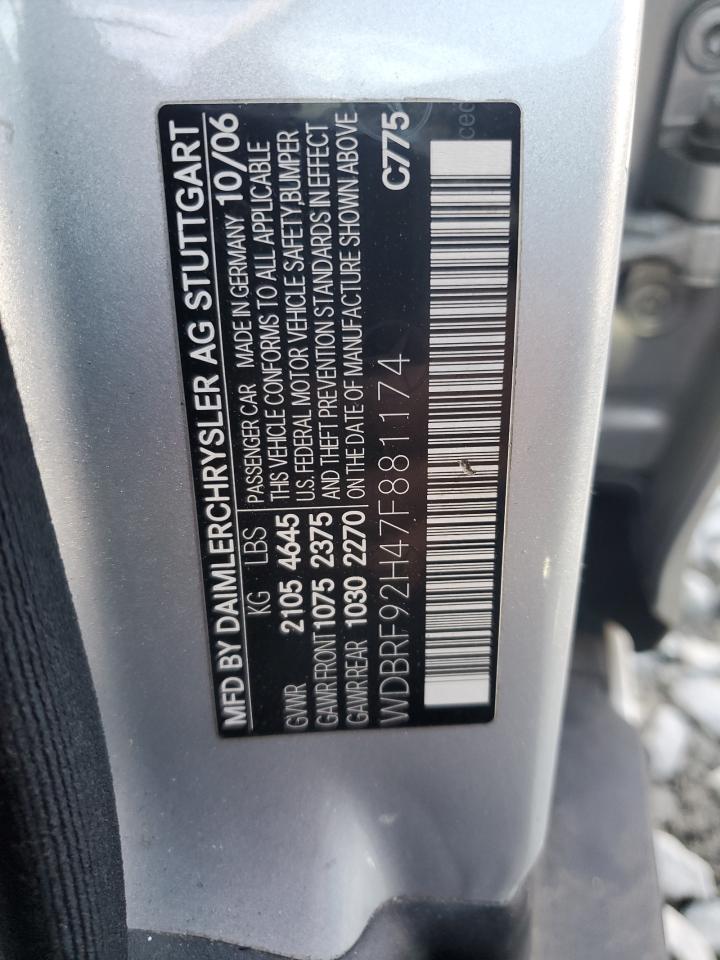 MFD BY DAIMLERCHRYSLER AG STUTTGART
10/06
KG LBS
GVWR 2105 4645
GAWR FRONT 1075 2375
GAWR REAR 1030 2270
PASSENGER CAR MADE IN GERMANY
THIS VEHICLE CONFORMS TO ALL APPLICABLE
U.S. FEDERAL MOTOR VEHICLE SAFETY, BUMPER
AND THEFT PREVENTION STANDARDS IN EFFECT
ON THE DATE OF MANUFACTURE SHOWN ABOVE
WDBRF92H47F881174
C775